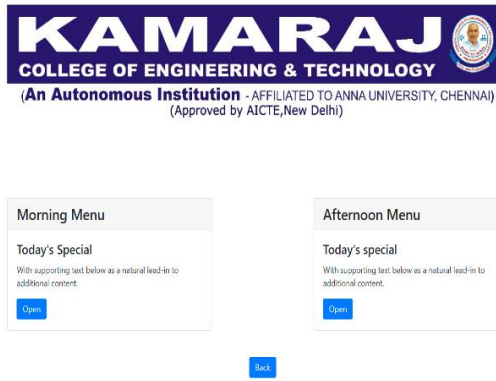 KAMARAJ
COLLEGE OF ENGINEERING & TECHNOLOGY
(An Autonomous Institution - AFFILIATED TO ANNA UNIVERSITY, CHENNAI)
(Approved by AICTE,New Delhi)
Morning Menu
Today's Special
With supporting text below as a natural lead-in to
additional content.
Open
Afternoon Menu
Today's special
With supporting text below as a natural lead-in to
additional content.
Open
Back